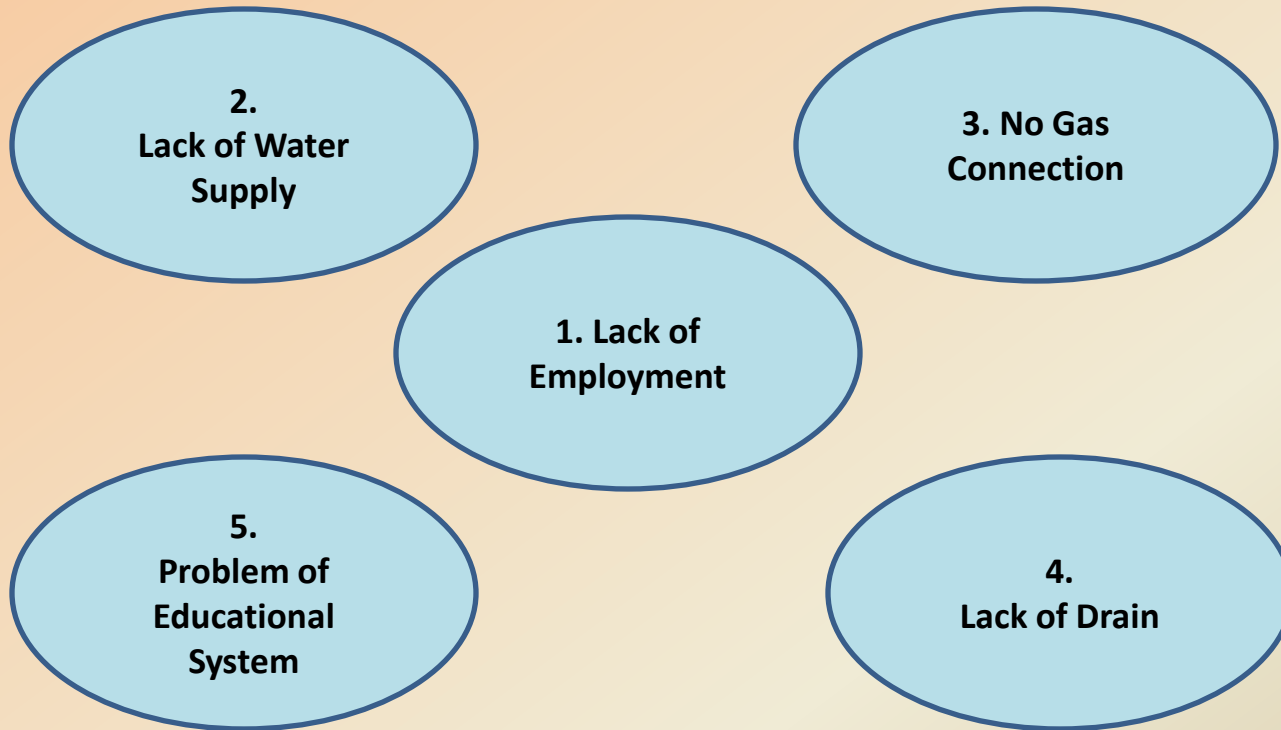 2.
Lack of Water
Supply
3. No Gas
Connection
1. Lack of
Employment
5.
Problem of
Educational
System
4.
Lack of Drain